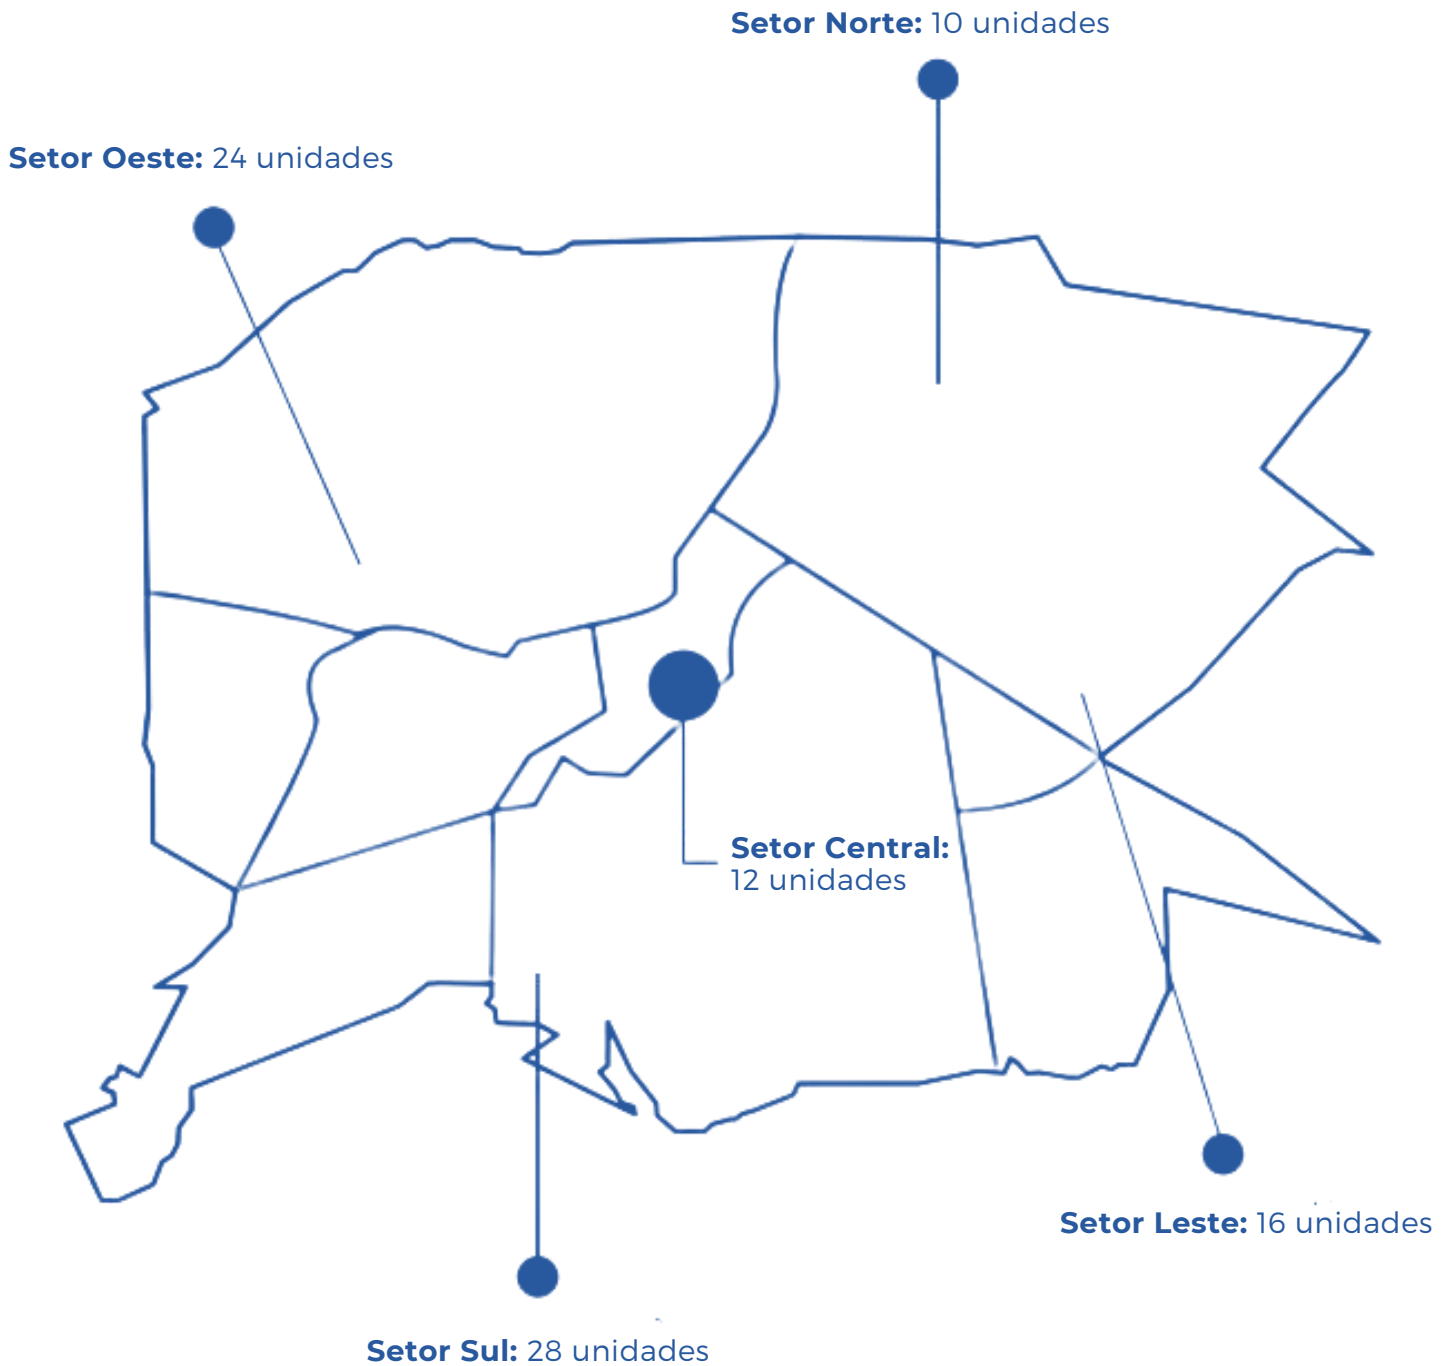 Setor Norte: 10 unidades
Setor Oeste: 24 unidades
Setor Central:
12 unidades
Setor Leste: 16 unidades
Setor Sul: 28 unidades